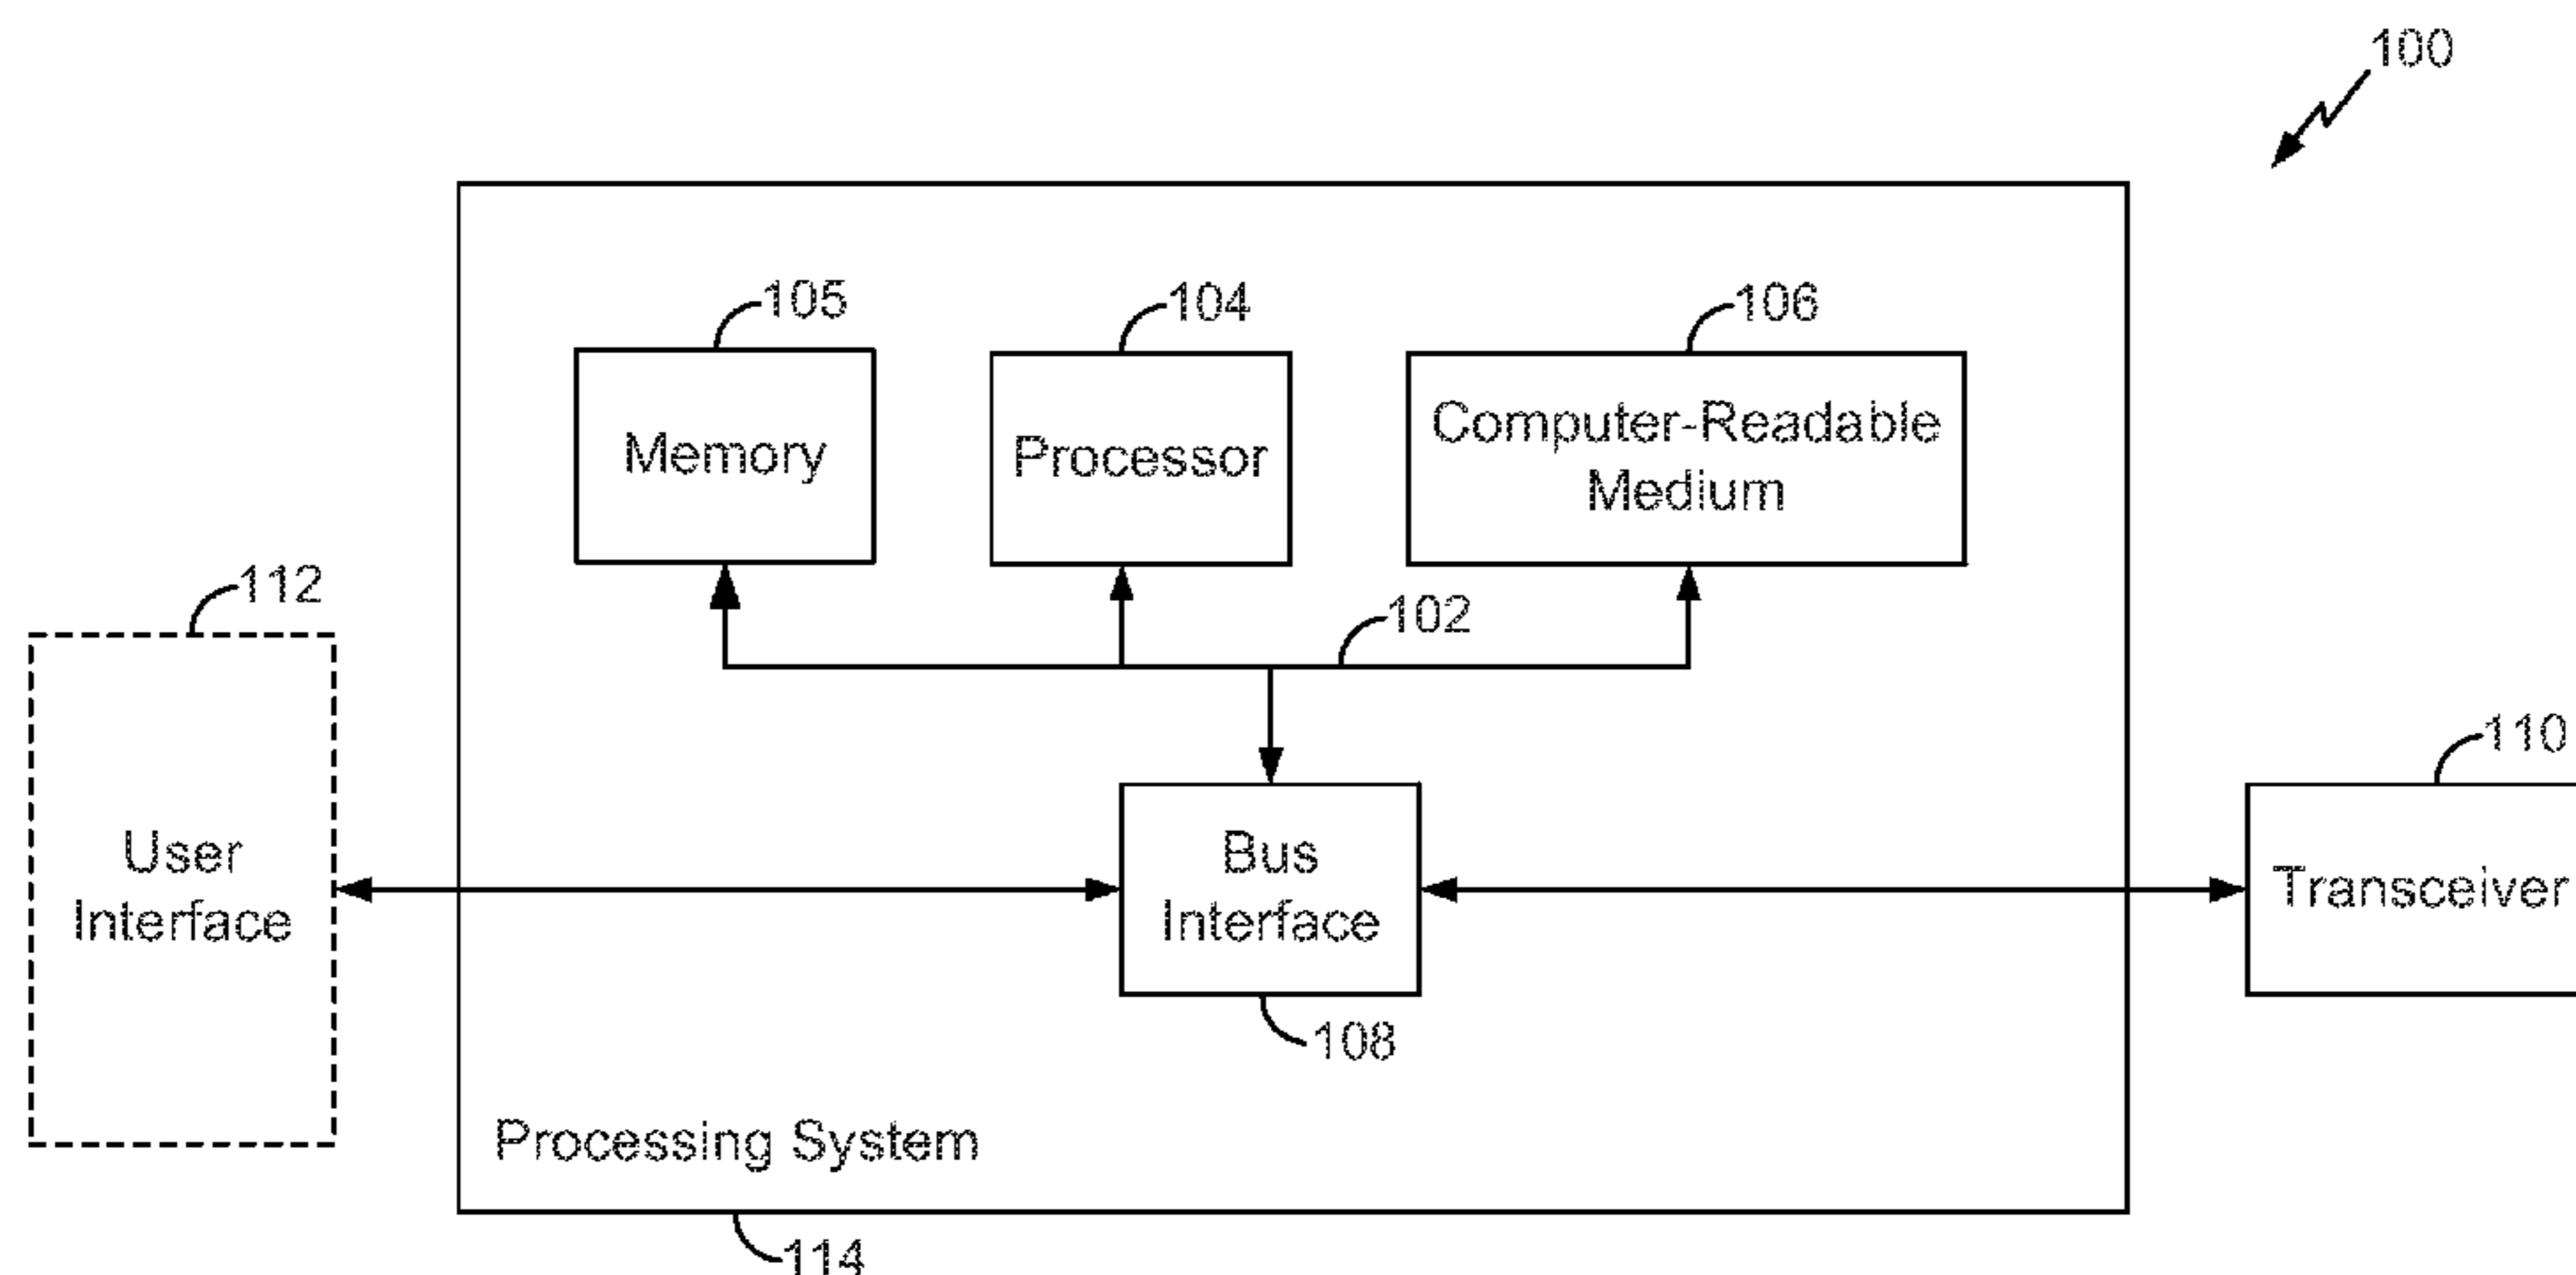 100
105
104
106
Memory
Processor
Computer-Readable
Medium
112
102
110
User
Interface
Bus
Interface
Transceiver
108
Processing System
114